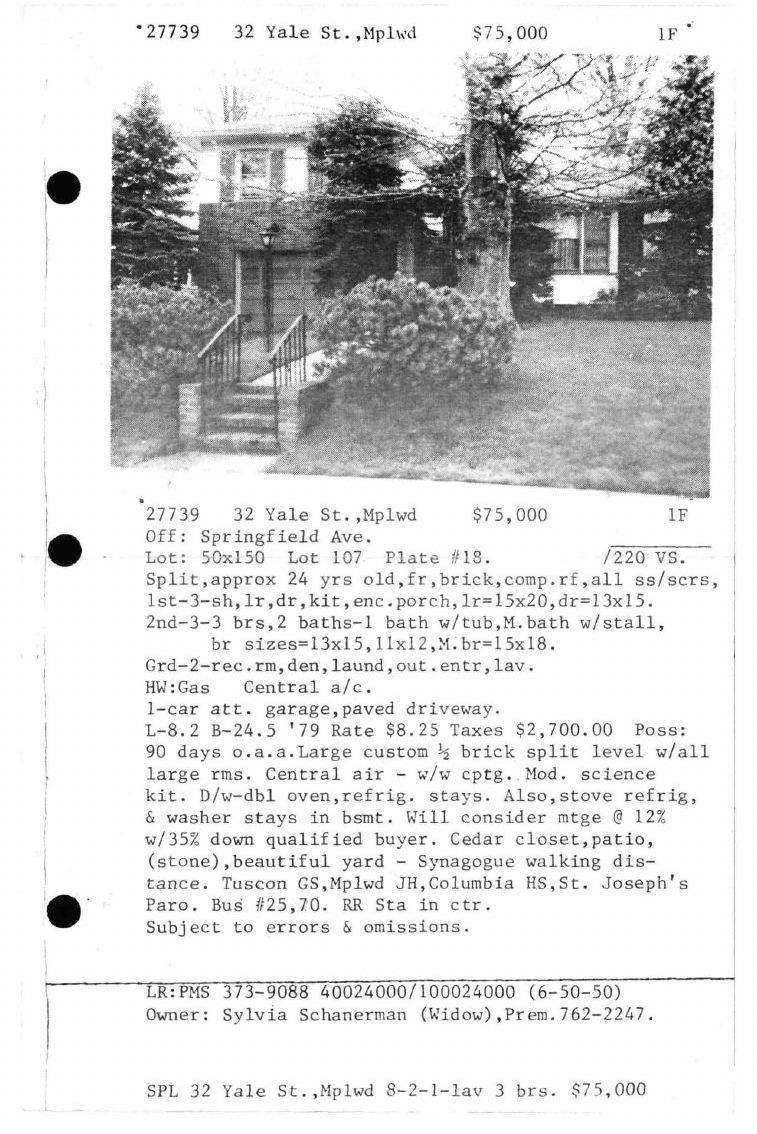 27739 32 Yale St.,Mplwd $75,000 1F
27739 32 Yale St.,Mplwd $75,000 1F
Off: Springfield Ave.
Lot: 50x150 Lot 107 Plate #18. /220 VS.
Split,approx 24 yrs old,fr,brick,comp.rf,all ss/scrs,
1st-3-sh,lr,dr,kit,enc.porch,lr=15x20,dr=13x15.
2nd-3-3 brs,2 baths-1 bath w/tub,M.bath w/stall,
br sizes=13x15,11x12,M.br=15x18.
Grd-2-rec.rm,den,laund,out.entr,lav.
HW:Gas Central a/c.
1-car att. garage,paved driveway.
L-8.2 B-24.5 '79 Rate $8.25 Taxes $2,700.00 Poss:
90 days o.a.a.Large custom ½ brick split level w/all
large rms. Central air - w/w cptg. Mod. science
kit. D/w-dbl oven,refrig. stays. Also,stove refrig,
& washer stays in bsmt. Will consider mtge @ 12%
w/35% down qualified buyer. Cedar closet,patio,
(stone),beautiful yard - Synagogue walking dis-
tance. Tuscon GS,Mplwd JH,Columbia HS,St. Joseph's
Paro. Bus #25,70. RR Sta in ctr.
Subject to errors & omissions.
LR:PMS 373-9088 40024000/100024000 (6-50-50)
Owner: Sylvia Schanerman (Widow),Prem.762-2247.
SPL 32 Yale St.,Mplwd 8-2-1-lav 3 brs. $75,000